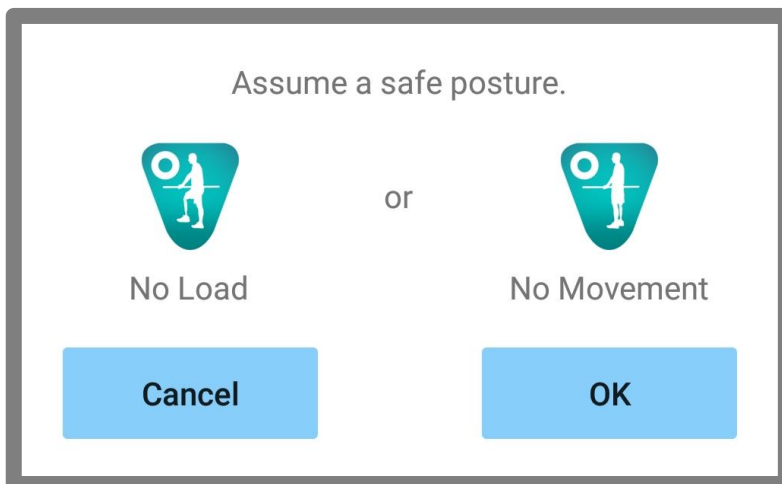 Assume a safe posture.
or
No Load
No Movement
Cancel
OK